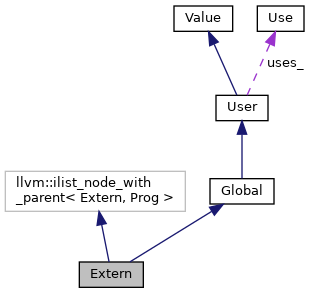 Value
Use
uses_
User
llvm::ilist_node_with
_parent< Extern, Prog >
Global
Extern